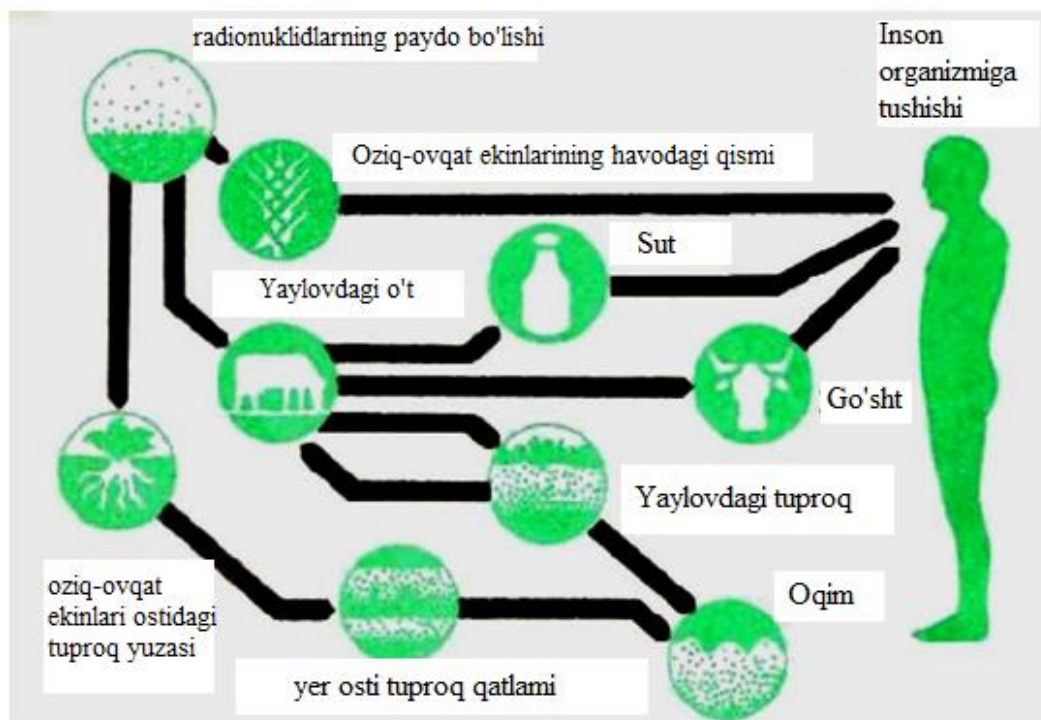 radionuklidlarning paydo bo'lishi
Inson
organizmiga
tushishi
Oziq-ovqat ekinlarining havodagi qismi
Sut
Yaylovdagi o't
Go'sht
Yaylovdagi tuproq
oziq-ovqat
ekinlari ostidagi
tuproq yuzasi
Oqim
yer osti tuproq qatlami